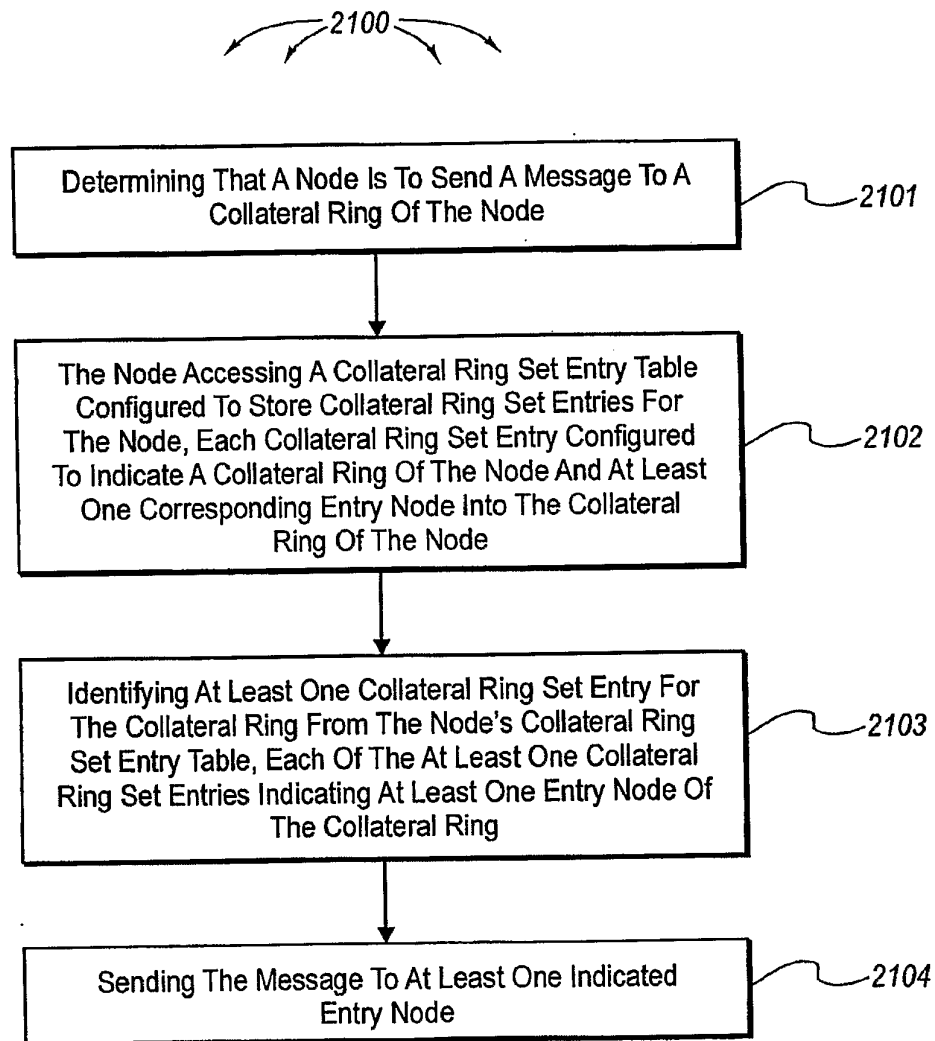 2100
Determining That A Node Is To Send A Message To A
Collateral Ring Of The Node
2101
The Node Accessing A Collateral Ring Set Entry Table
Configured To Store Collateral Ring Set Entries For
The Node, Each Collateral Ring Set Entry Configured
To Indicate A Collateral Ring Of The Node And At Least
One Corresponding Entry Node Into The Collateral
Ring Of The Node
2102
Identifying At Least One Collateral Ring Set Entry For
The Collateral Ring From The Node's Collateral Ring
Set Entry Table, Each Of The At Least One Collateral
Ring Set Entries Indicating At Least One Entry Node Of
The Collateral Ring
2103
Sending The Message To At Least One Indicated
Entry Node
2104